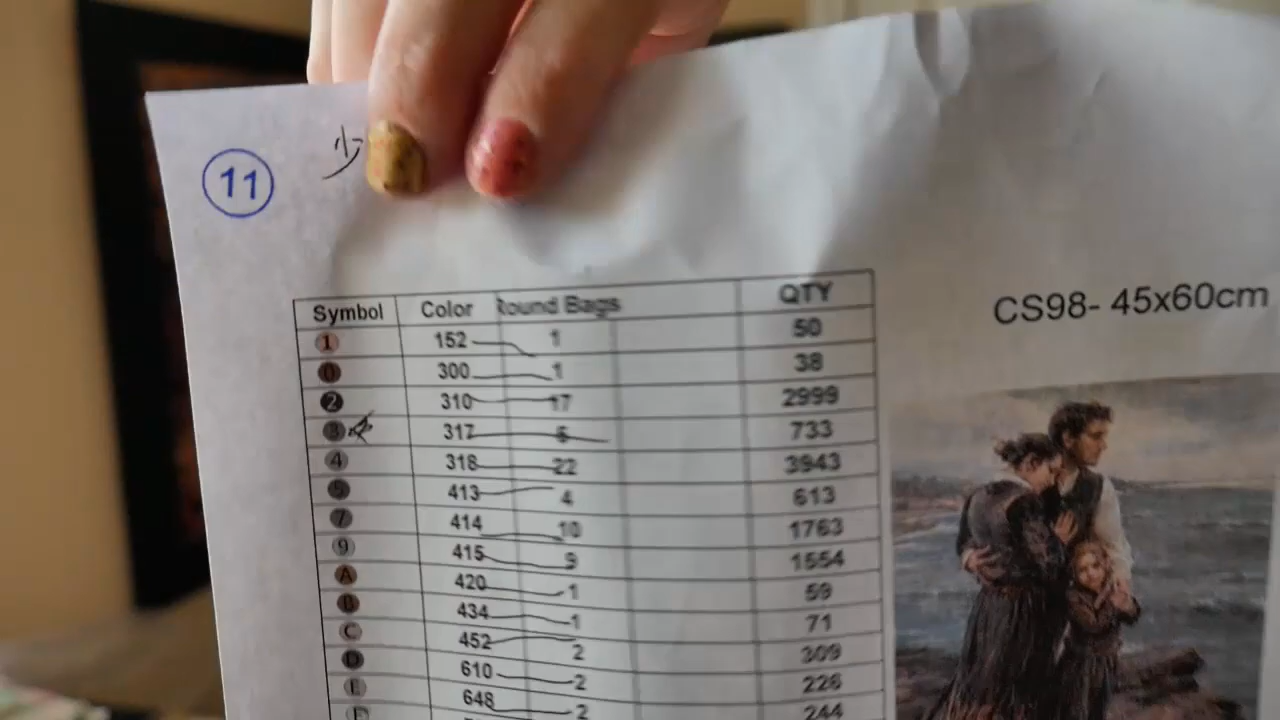 少
11
CS98- 45x60cm
Symbol Color Round Bags QTY
1 152 1 50
0 300 1 38
2 310 17 2999
3 317 5 733
4 318 22 3943
5 413 4 613
7 414 10 1763
9 415 9 1554
A 420 1 59
B 434 1 71
C 452 2 309
D 610 2 226
E 648 2 244